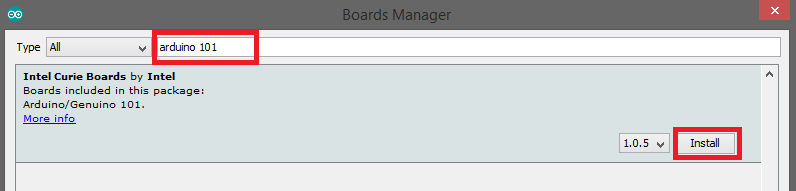 Boards Manager
Type All arduino 101
Intel Curie Boards by Intel
Boards included in this package:
Arduino/Genuino 101.
More info
1.0.5 Install